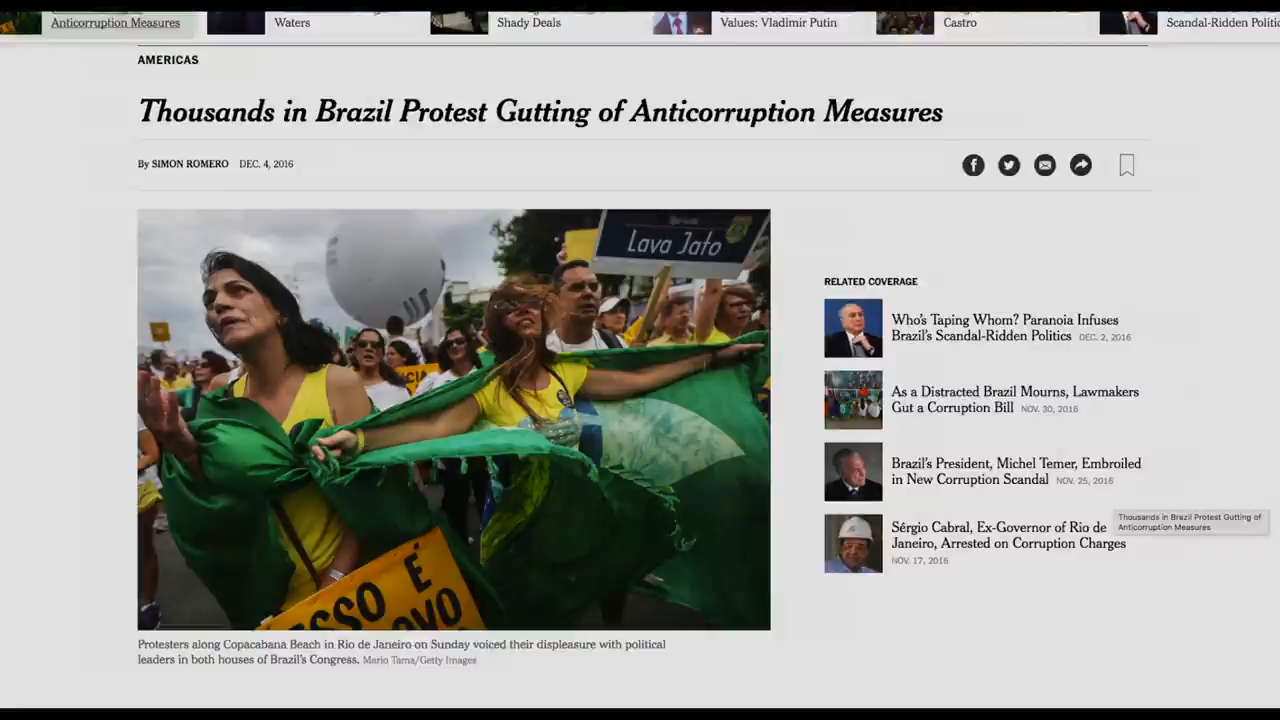 Anticorruption Measures
Waters
Shady Deals
Values: Vladimir Putin
Castro
Scandal-Ridden
AMERICAS
Thousands in Brazil Protest Gutting of Anticorruption Measures
By SIMON ROMERO DEC. 4, 2016
Lava Jato
RELATED COVERAGE
Who's Taping Whom? Paranoia Infuses
Brazil's Scandal-Ridden Politics DEC. 2, 2016
As a Distracted Brazil Mourns, Lawmakers
Gut a Corruption Bill NOV. 30, 2016
Brazil's President, Michel Temer, Embroiled
in New Corruption Scandal NOV. 25, 2016
Thousands in Brazil Protest Gutting of
Anticorruption Measures
Sérgio Cabral, Ex-Governor of Rio de
Janeiro, Arrested on Corruption Charges
NOV. 17, 2016
ESSO É
OVO
Protesters along Copacabana Beach in Rio de Janeiro on Sunday voiced their displeasure with political
leaders in both houses of Brazil's Congress. Mario Tama/Getty Images